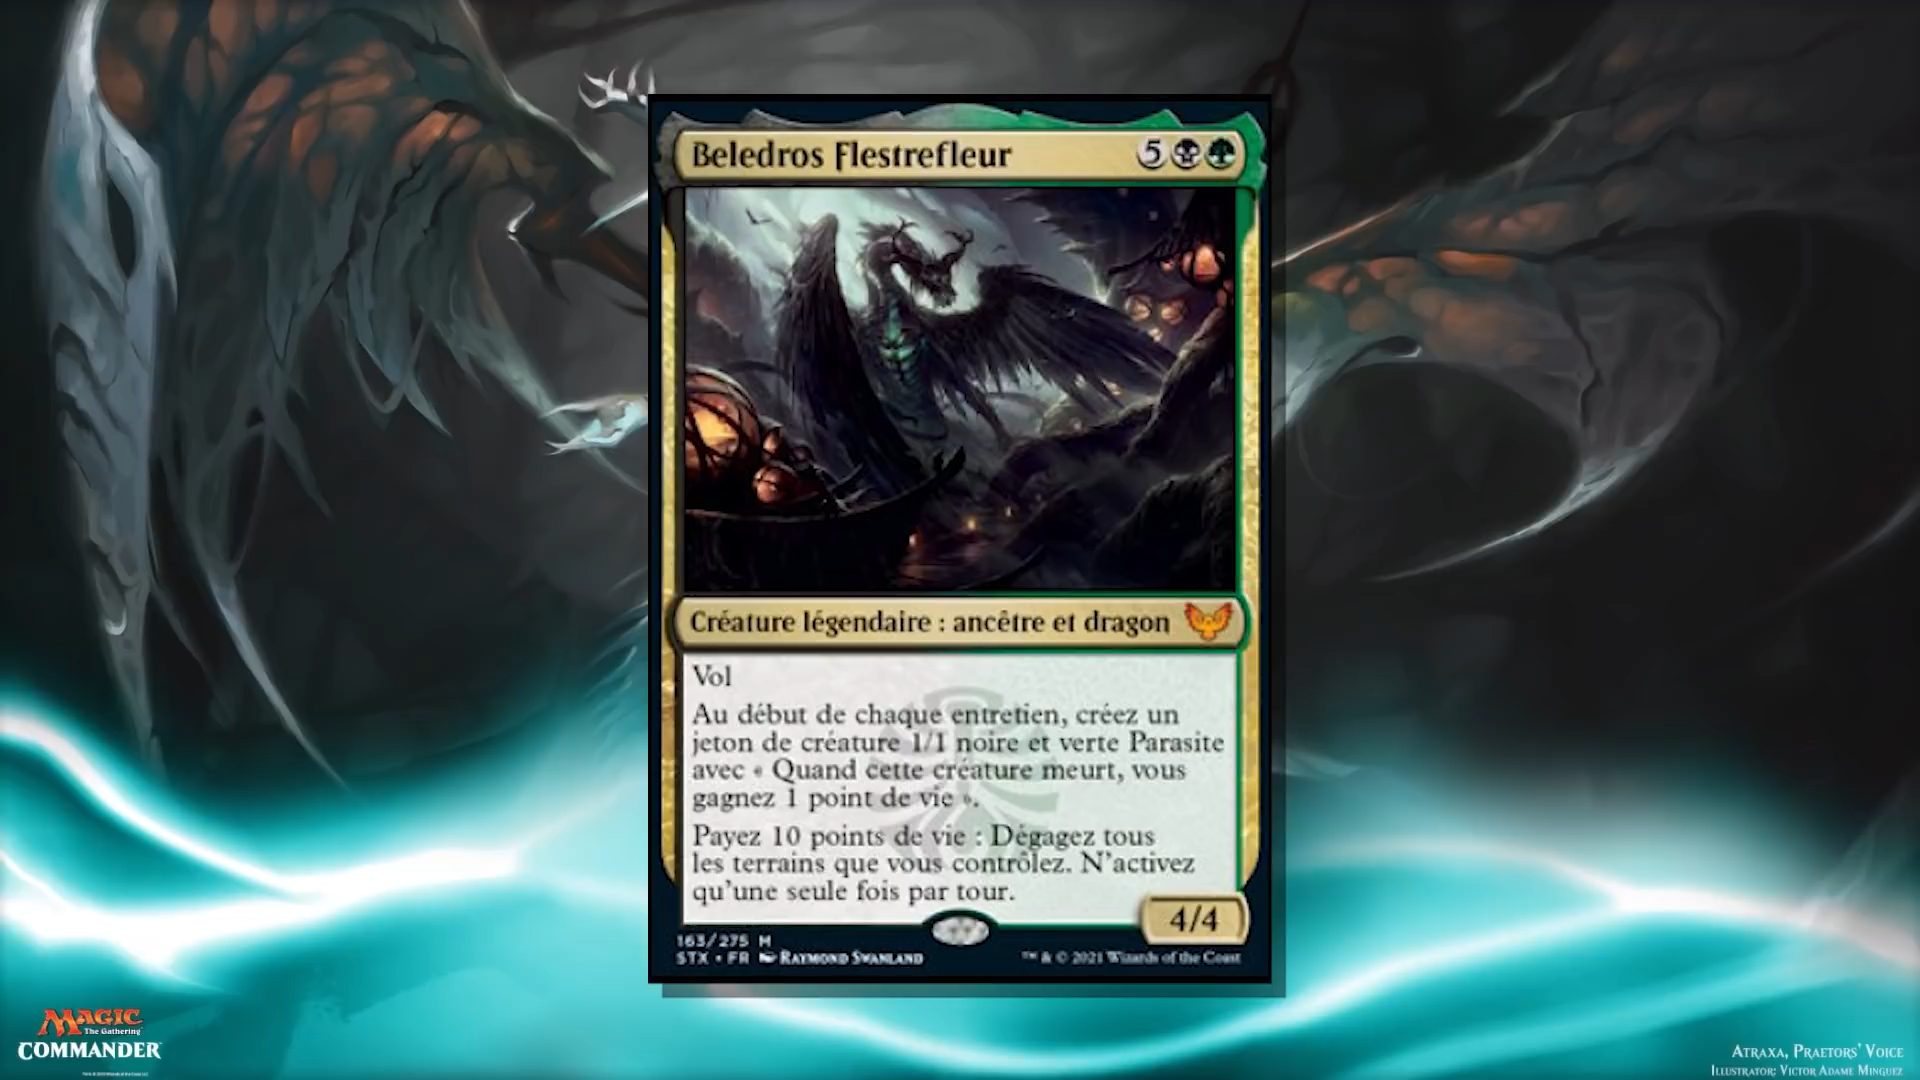 Beledros Flestrefleur 5
Créature légendaire : ancêtre et dragon
Vol
Au début de chaque entretien, créez un
jeton de créature 1/1 noire et verte Parasite
avec « Quand cette créature meurt, vous
gagnez 1 point de vie ».
Payez 10 points de vie : Dégagez tous
les terrains que vous contrôlez. N'activez
qu'une seule fois par tour.
4/4
163/275 M
STX • FR RAYMOND SWANLAND
™ & © 2021 Wizards of the Coast
MAGIC
The Gathering
COMMANDER
ATRAXA, PRAETORS' VOICE
ILLUSTRATOR: VICTOR ADAME MINGUEZ